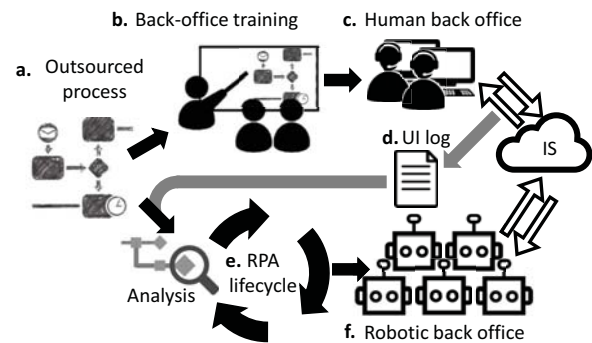 b. Back-office training
c. Human back office
a. Outsourced
process
d. UI log
IS
e. RPA
lifecycle
Analysis
f. Robotic back office